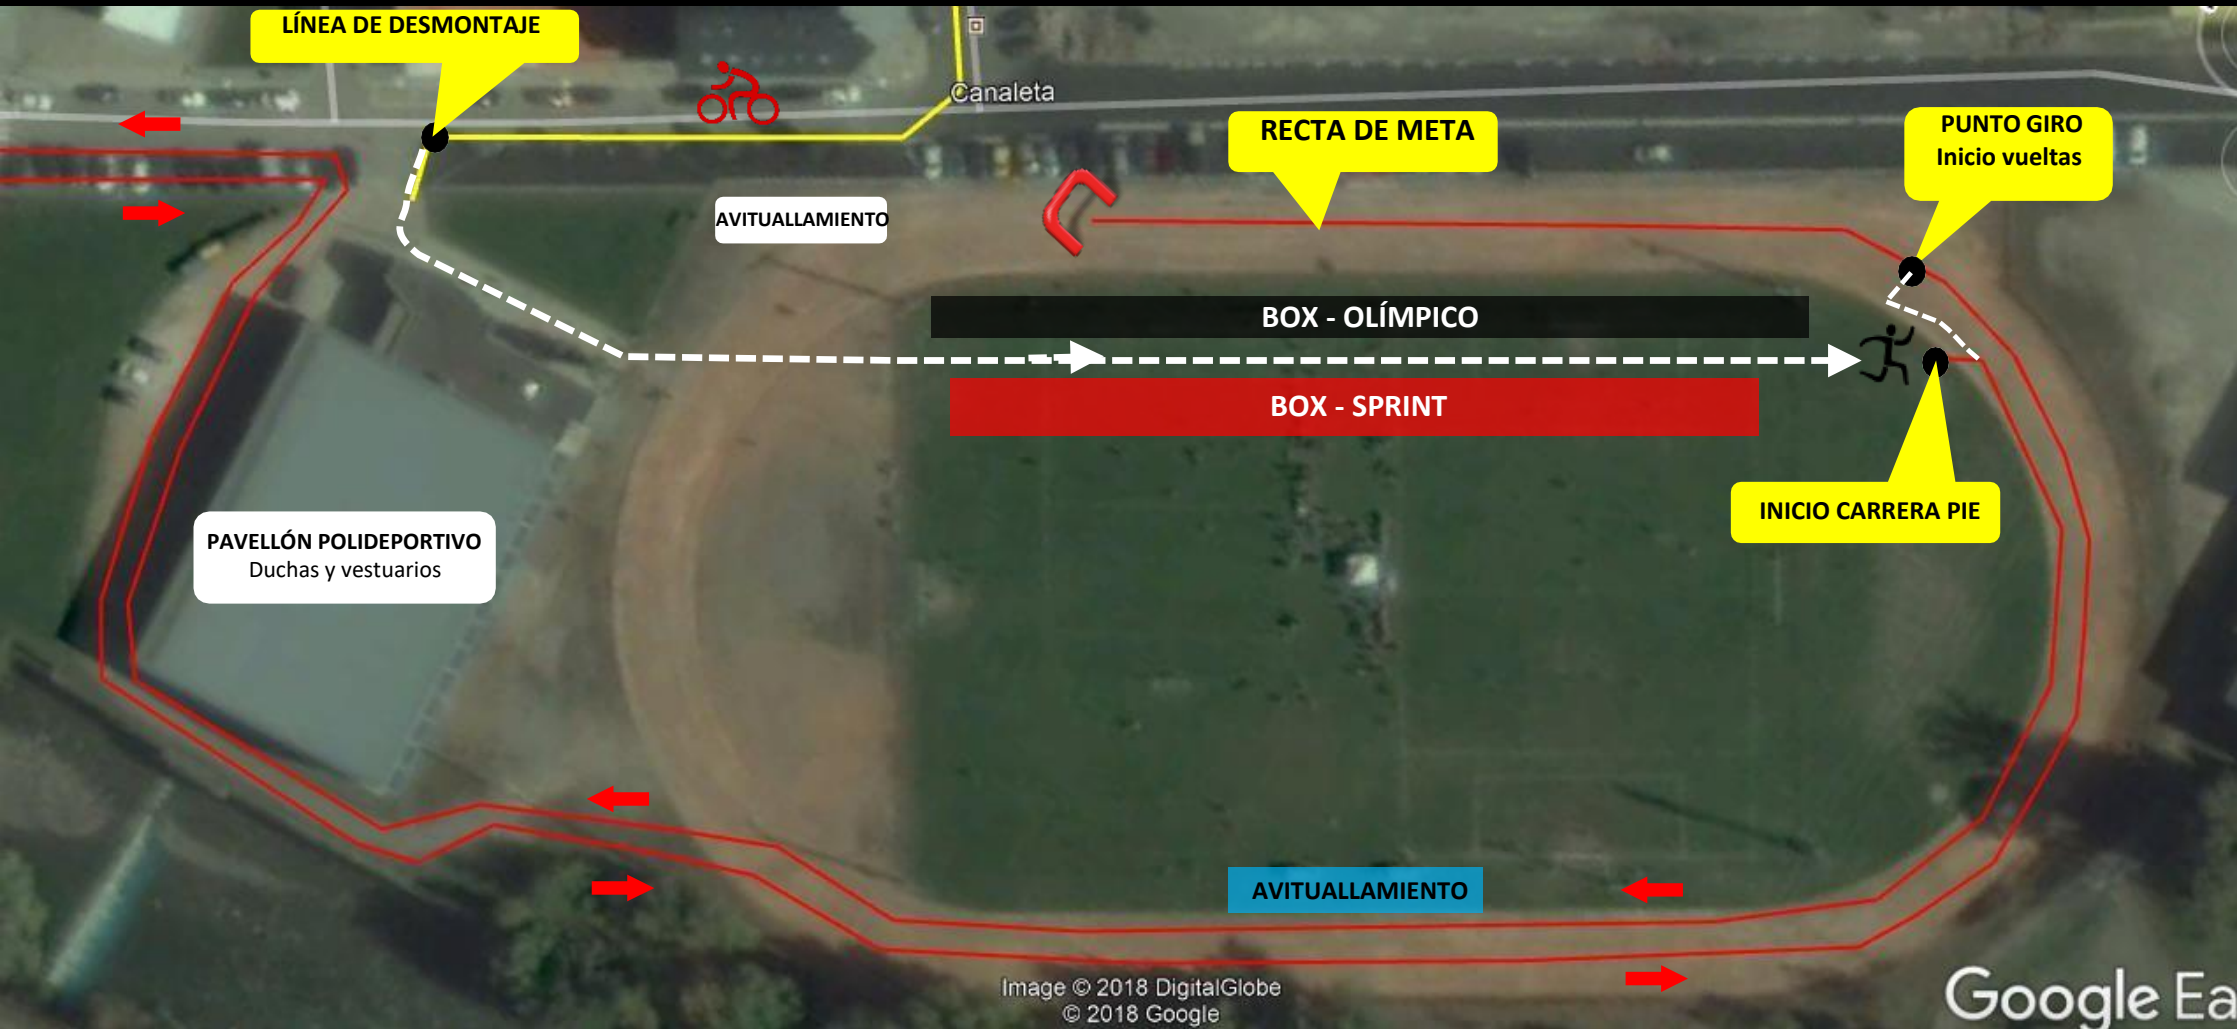 LÍNEA DE DESMONTAJE
Canaleta
RECTA DE META
PUNTO GIRO
Inicio vueltas
AVITUALLAMIENTO
BOX - OLÍMPICO
BOX - SPRINT
INICIO CARRERA PIE
PAVELLÓN POLIDEPORTIVO
Duchas y vestuarios
AVITUALLAMIENTO
Image © 2018 DigitalGlobe
© 2018 Google
Google Ea